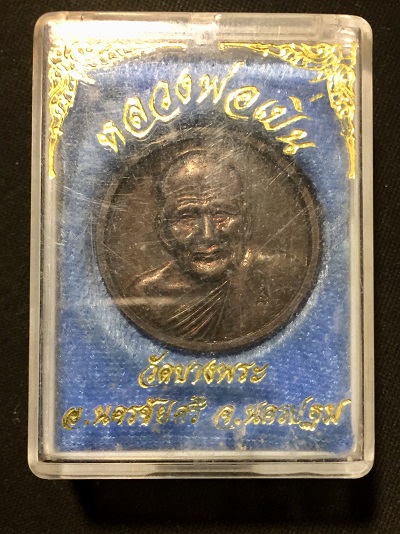 หลวงพ่อเปิ่น
วัดบางพระ
อ.นครชัยศรี จ.นครปฐม